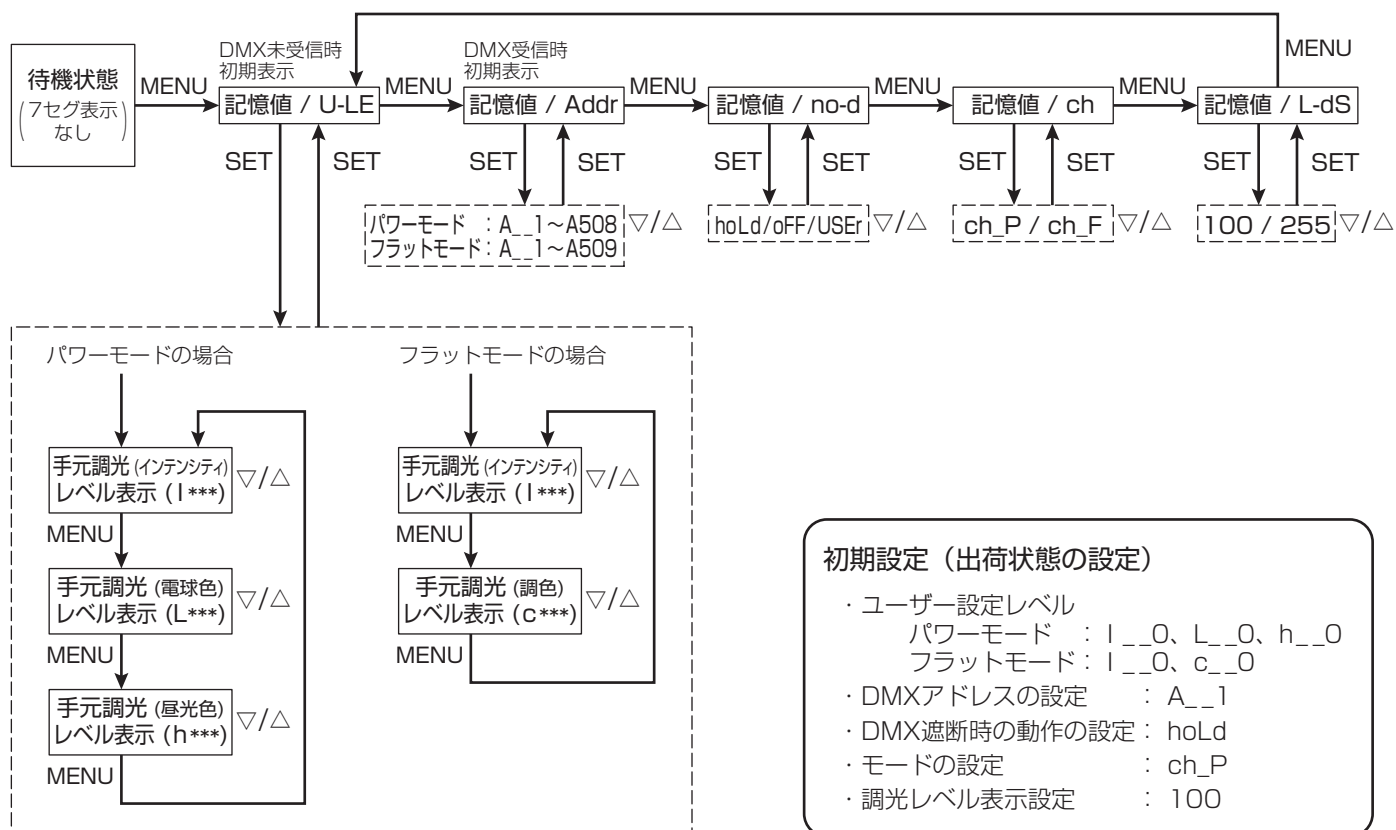 DMX未受信時
初期表示
DMX受信時
初期表示
MENU
待機状態
(7セグ表示
なし)
MENU
記憶値 / U-LE
MENU
記憶値 / Addr
MENU
記憶値 / no-d
MENU
記憶値 / ch
MENU
記憶値 / L-dS
SET
SET
SET
SET
SET
SET
SET
SET
SET
SET
パワーモード : A__1~A508
フラットモード: A__1~A509
▽/△
hoLd/oFF/USEr
▽/△
ch_P / ch_F
▽/△
100 / 255
▽/△
パワーモードの場合
手元調光 (インテンシティ)
レベル表示 (I***)
▽/△
MENU
手元調光 (電球色)
レベル表示 (L***)
▽/△
MENU
手元調光 (昼光色)
レベル表示 (h***)
▽/△
MENU
フラットモードの場合
手元調光 (インテンシティ)
レベル表示 (I***)
▽/△
MENU
手元調光 (調色)
レベル表示 (c***)
▽/△
MENU
初期設定(出荷状態の設定)
・ユーザー設定レベル
パワーモード : I__0、L__0、h__0
フラットモード: I__0、c__0
・DMXアドレスの設定 : A__1
・DMX遮断時の動作の設定: hoLd
・モードの設定 : ch_P
・調光レベル表示設定 : 100